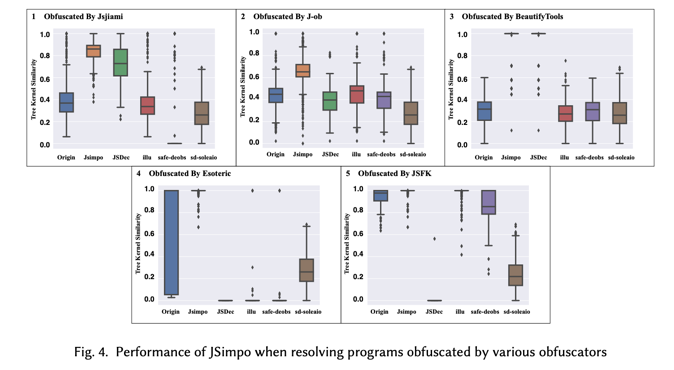 1 Obfuscated By Jsjiami
Tree Kernel Similarity
1.0
0.8
0.6
0.4
0.2
0.0
Origin Jsimpo JSDec illu safe-deobs sd-soleaio
2 Obfuscated By J-ob
Tree Kernel Similarity
1.0
0.8
0.6
0.4
0.2
0.0
Origin Jsimpo JSDec illu safe-deobs sd-soleaio
3 Obfuscated By BeautifyTools
Tree Kernel Similarity
1.0
0.8
0.6
0.4
0.2
0.0
Origin Jsimpo JSDec illu safe-deobs sd-soleaio
4 Obfuscated By Esoteric
Tree Kernel Similarity
1.0
0.8
0.6
0.4
0.2
0.0
Origin Jsimpo JSDec illu safe-deobs sd-soleaio
5 Obfuscated By JSFK
Tree Kernel Similarity
1.0
0.8
0.6
0.4
0.2
0.0
Origin Jsimpo JSDec illu safe-deobs sd-soleaio
Fig. 4. Performance of JSimpo when resolving programs obfuscated by various obfuscators